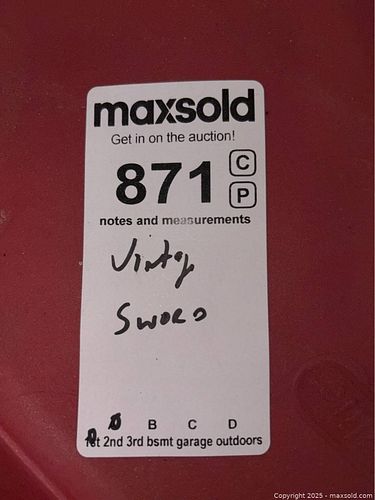 maxsold
Get in on the auction!
871 C
P
notes and measurements
Vintage
Sword
B C D
1st 2nd 3rd bsmt garage outdoors
Copyright © 2025 - maxsold.com